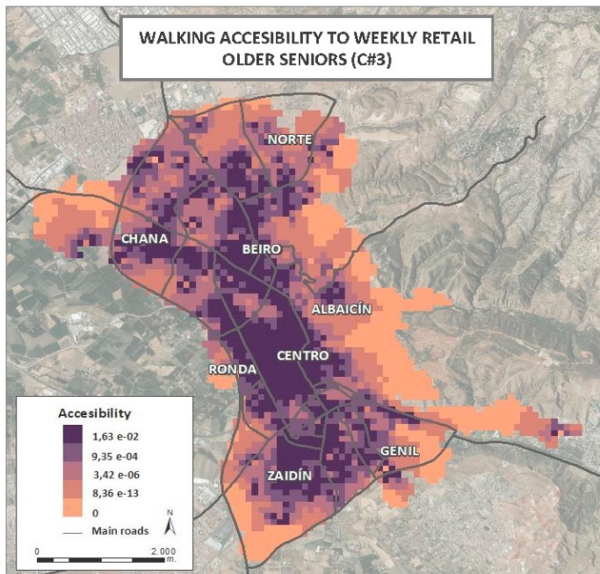 WALKING ACCESIBILITY TO WEEKLY RETAIL
OLDER SENIORS (C#3)
NORTE
CHANA
BEIRO
ALBAICÍN
CENTRO
RONDA
GENIL
ZAIDÍN
Accesibility
1,63 e-02
9,35 e-04
3,42 e-06
8,36 e-13
0
Main roads
N
0 2.000
m.